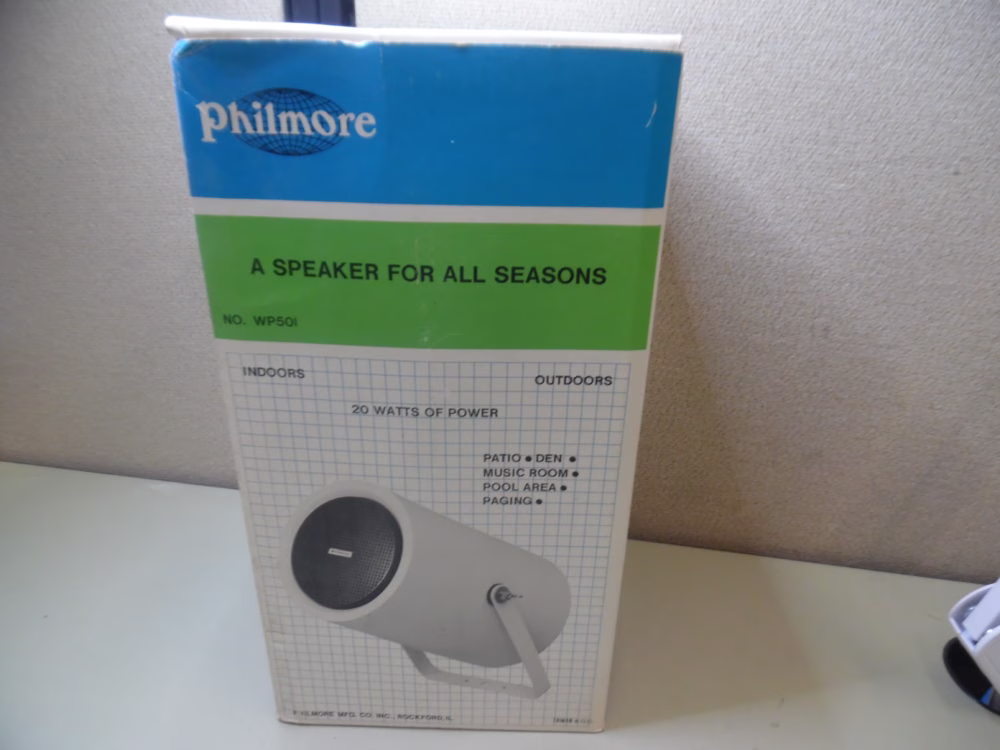 Philmore
A SPEAKER FOR ALL SEASONS
NO. WP50I
INDOORS
OUTDOORS
20 WATTS OF POWER
PATIO • DEN •
MUSIC ROOM •
POOL AREA •
PAGING •
PHILMORE MFG. CO. INC., ROCKFORD, IL